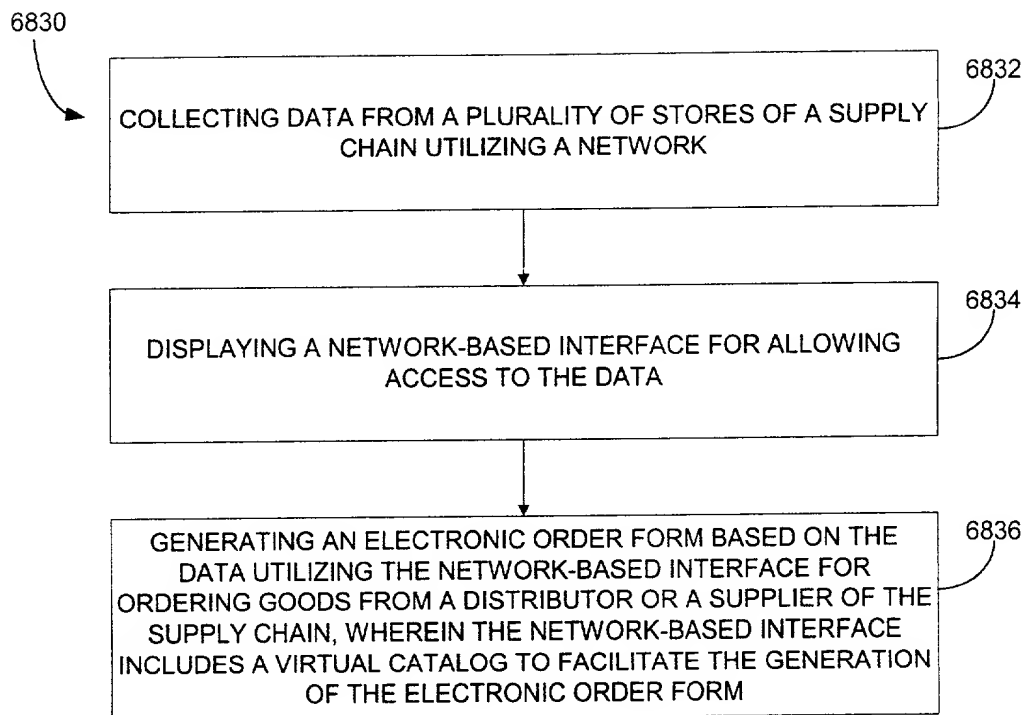 6830
6832
COLLECTING DATA FROM A PLURALITY OF STORES OF A SUPPLY
CHAIN UTILIZING A NETWORK
6834
DISPLAYING A NETWORK-BASED INTERFACE FOR ALLOWING
ACCESS TO THE DATA
6836
GENERATING AN ELECTRONIC ORDER FORM BASED ON THE
DATA UTILIZING THE NETWORK-BASED INTERFACE FOR
ORDERING GOODS FROM A DISTRIBUTOR OR A SUPPLIER OF THE
SUPPLY CHAIN, WHEREIN THE NETWORK-BASED INTERFACE
INCLUDES A VIRTUAL CATALOG TO FACILITATE THE GENERATION
OF THE ELECTRONIC ORDER FORM